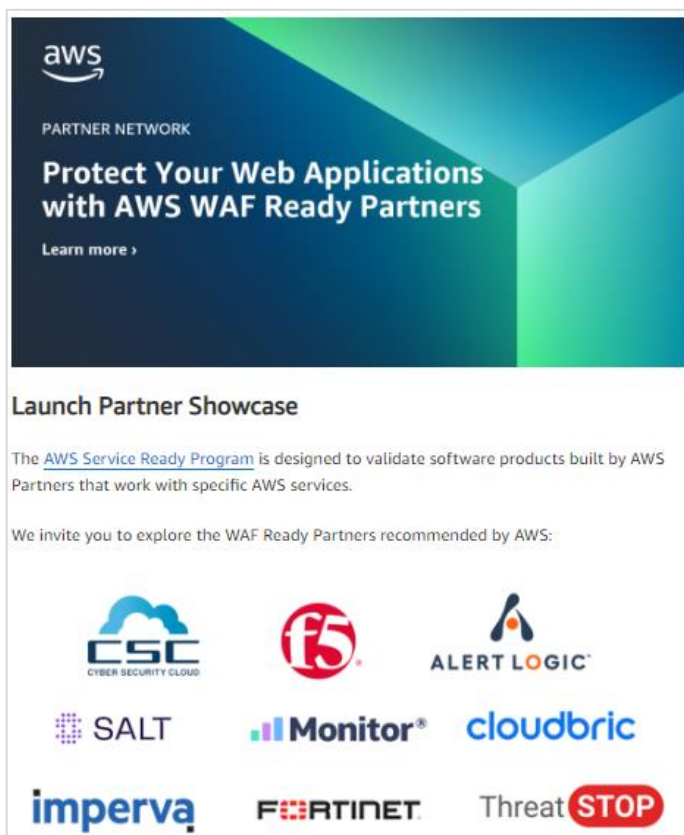 aws
PARTNER NETWORK
Protect Your Web Applications
with AWS WAF Ready Partners
Learn more ›
Launch Partner Showcase
The AWS Service Ready Program is designed to validate software products built by AWS
Partners that work with specific AWS services.
We invite you to explore the WAF Ready Partners recommended by AWS:
CSC
CYBER SECURITY CLOUD
f5
ALERT LOGIC
SALT
Monitor®
cloudbric
imperva
FORTINET
Threat STOP